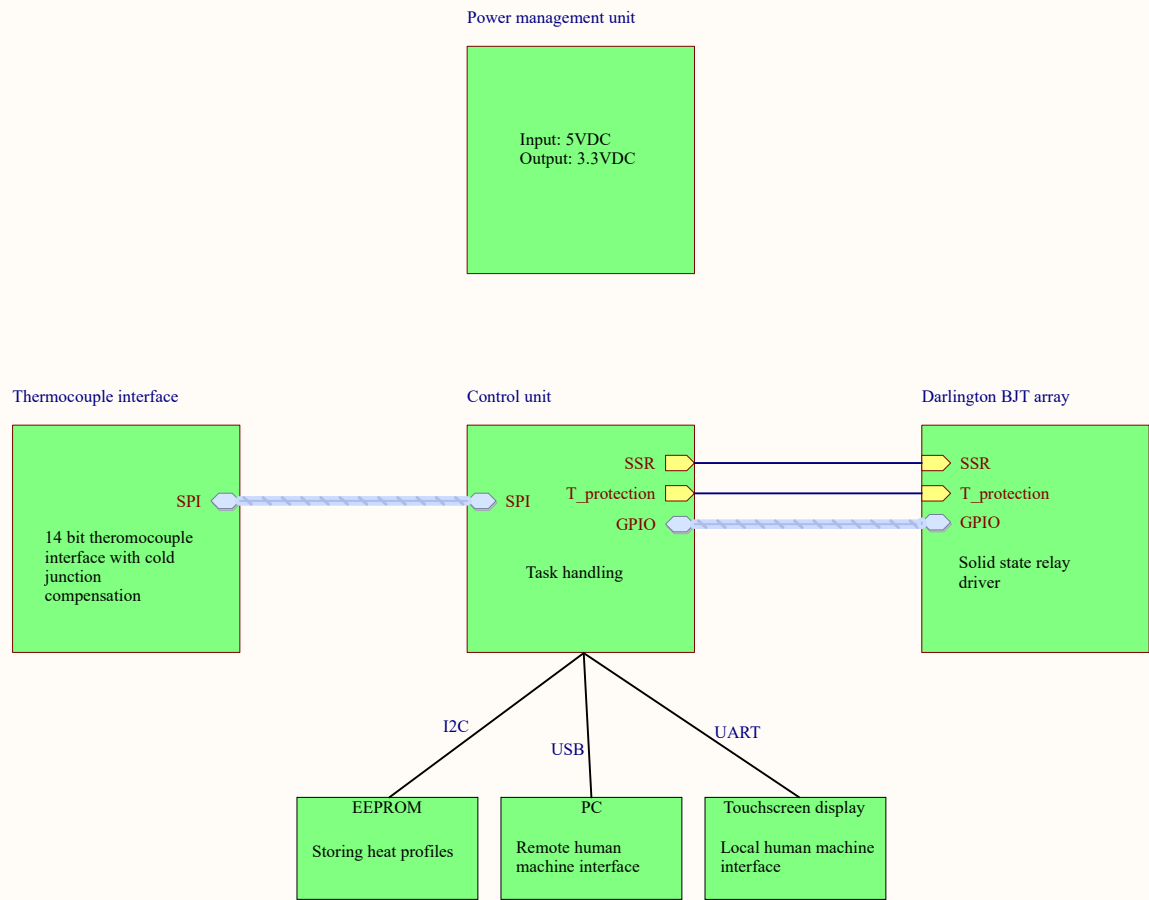 Power management unit
Input: 5VDC
Output: 3.3VDC
Thermocouple interface
SPI
14 bit theromocouple
interface with cold
junction
compensation
Control unit
SSR
T_protection
SPI
GPIO
Task handling
Darlington BJT array
SSR
T_protection
GPIO
Solid state relay
driver
I2C
USB
UART
EEPROM
Storing heat profiles
PC
Remote human
machine interface
Touchscreen display
Local human machine
interface